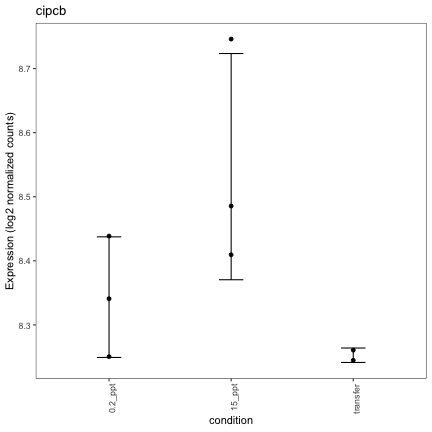 cipcb
Expression (log2 normalized counts)
8.7
8.6
8.5
8.4
8.3
0.2_ppt
15_ppt
transfer
condition